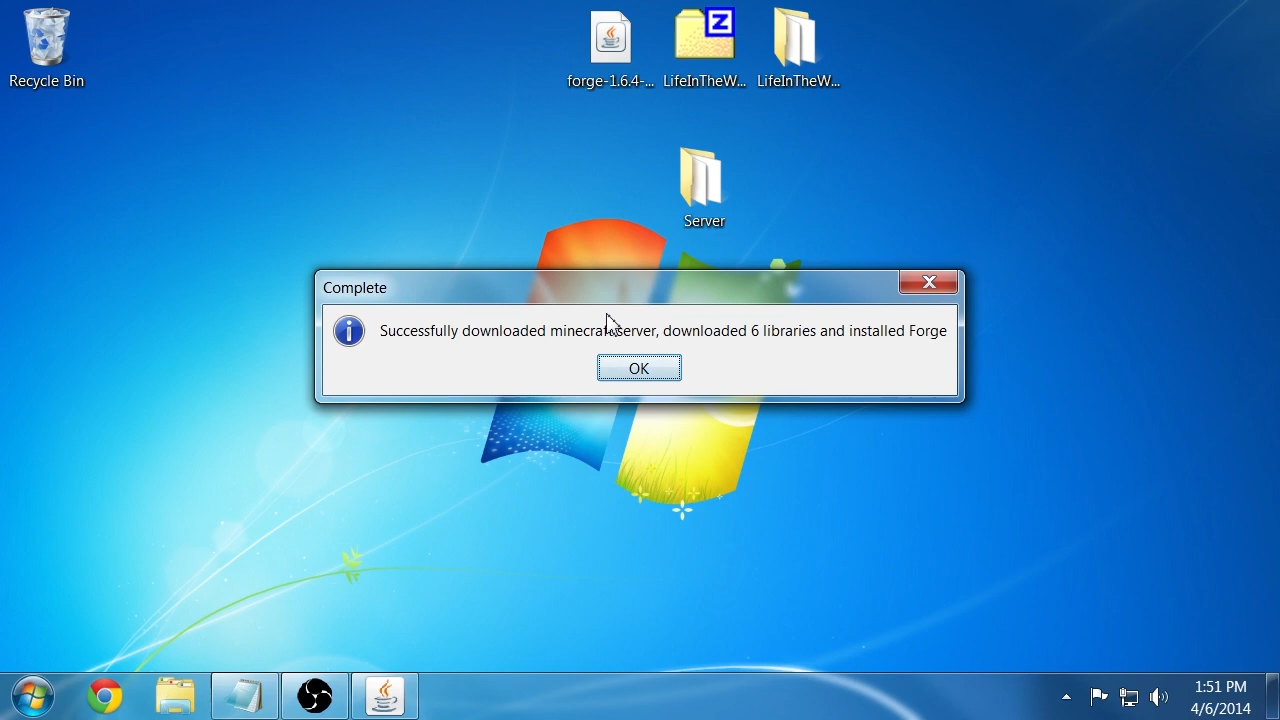 Recycle Bin
forge-1.6.4-...
LifeInTheW...
LifeInTheW...
Z
Server
Complete
Successfully downloaded minecraft server, downloaded 6 libraries and installed Forge
OK
1:51 PM
4/6/2014